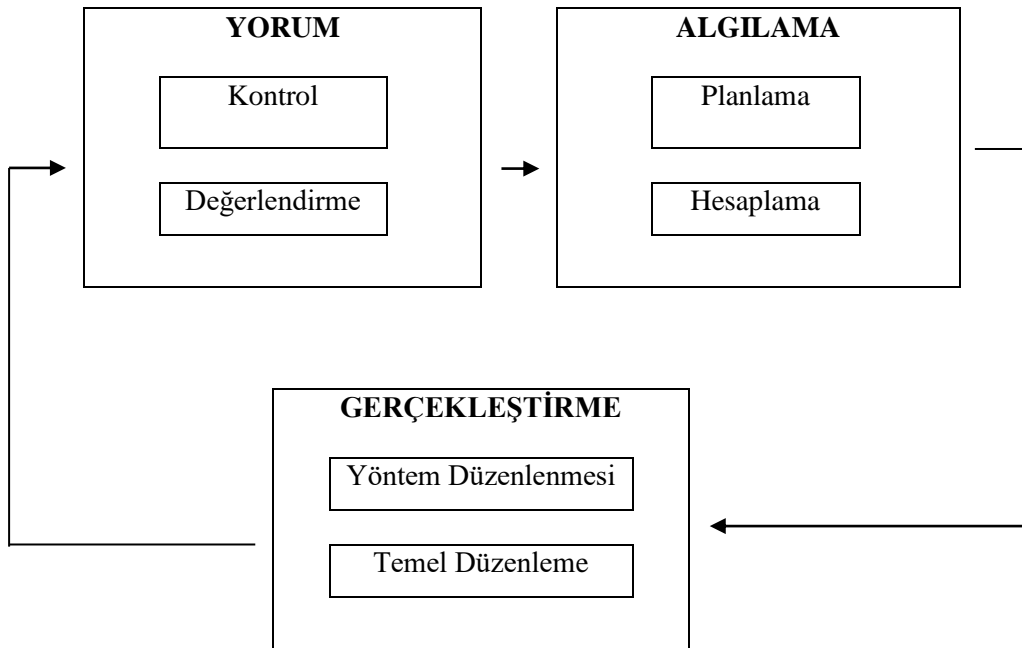 YORUM
Kontrol
Değerlendirme
ALGILAMA
Planlama
Hesaplama
GERÇEKLEŞTİRME
Yöntem Düzenlenmesi
Temel Düzenleme